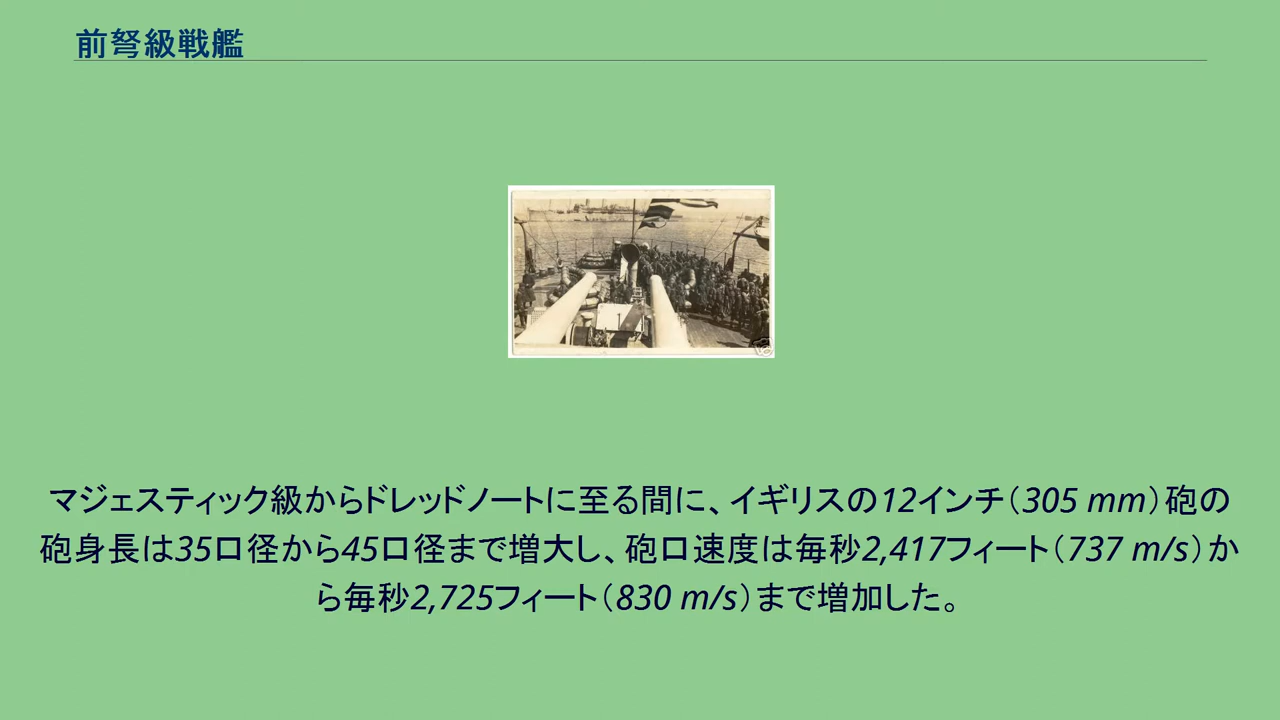 前弩級戦艦
マジェスティック級からドレッドノートに至る間に、イギリスの12インチ（305 mm）砲の
砲身長は35口径から45口径まで増大し、砲口速度は毎秒2,417フィート（737 m/s）か
ら毎秒2,725フィート（830 m/s）まで増加した。